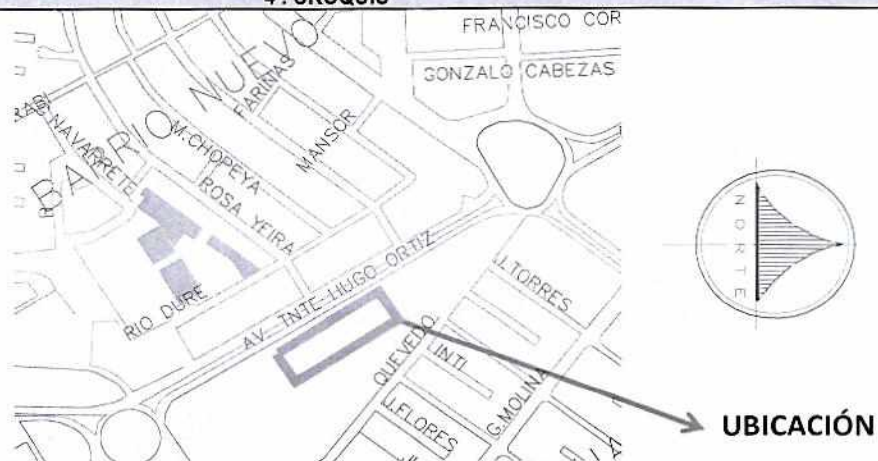 FRANCISCO COR
GONZALO CABEZAS
BARRIO NUEVO
FARIÑAS
MANSOR
NAVARRETE
M.CHOPEYA
ROSA YEIRA
RIO DURE
AV. TNTE HUGO ORTIZ
J.TORRES
QUEVEDO
LINTI
G.MOLINA
J.FLORES
NORTE
UBICACIÓN